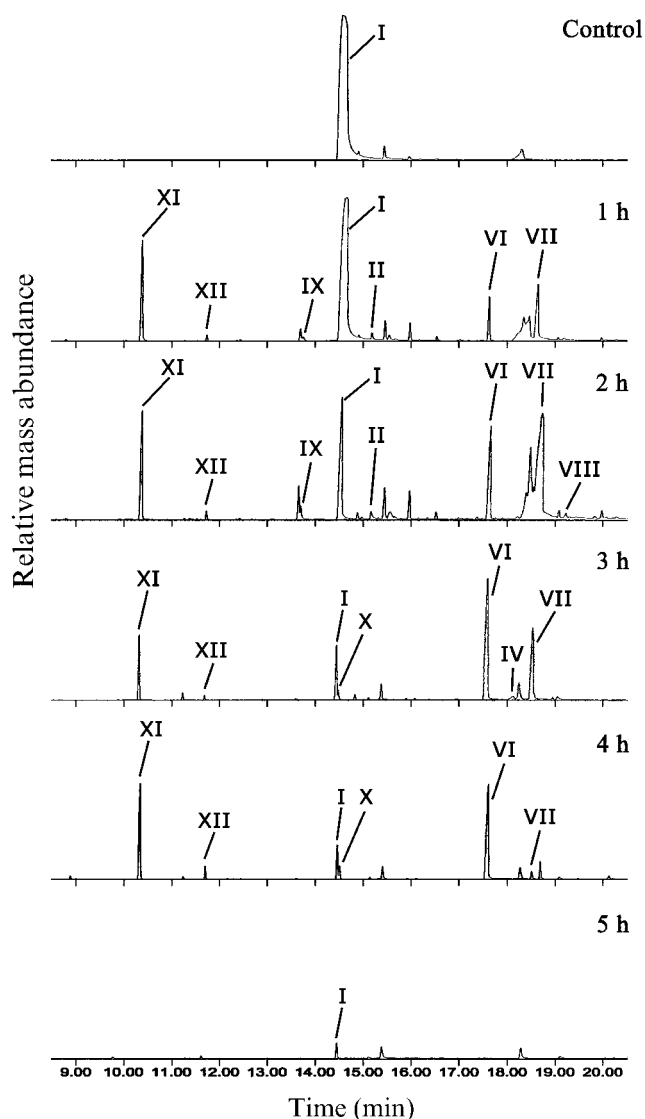 Control
I
1 h
XI
I
VI VII
XII IX II
2 h
XI
I
VI VII
XII IX II
VIII
3 h
VI
XI
I VII
XII X
IV
4 h
XI
VI
XII I X VII
5 h
I
9.00 10.00 11.00 12.00 13.00 14.00 15.00 16.00 17.00 18.00 19.00 20.00
Time (min)
Relative mass abundance